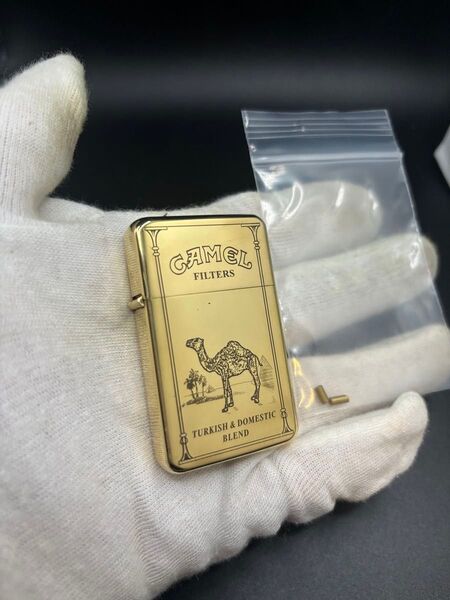 CAMEL
FILTERS
TURKISH & DOMESTIC
BLEND